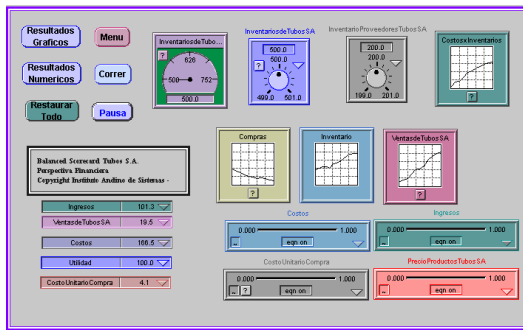 Resultados
Graficos
Menu
Resultados
Numericos
Correr
Restaurar
Todo
Pausa
InventariosdeTubo...
626
500
752
500.0
InventariosdeTubosSA
500.0
500.0
?
499.0 501.0
InventarioProveedoresTubosSA
200.0
200.0
199.0 201.0
CostosxInventarios
?
Compras
?
Inventario
VentasdeTubosSA
?
Balanced Scorecard Tubos S.A.
Perspectiva Financiera
Copyright Instituto Andino de Sistemas -
Ingresos 101.3
VentasdeTubosSA 19.5
Costos 166.5
Utilidad 100.0
CostoUnitarioCompra 4.1
Costos
0.000 1.000
eqn on
Ingresos
0.000 1.000
eqn on
CostoUnitarioCompra
0.000 1.000
? eqn on
PrecioProductosTubosSA
0.000 1.000
eqn on